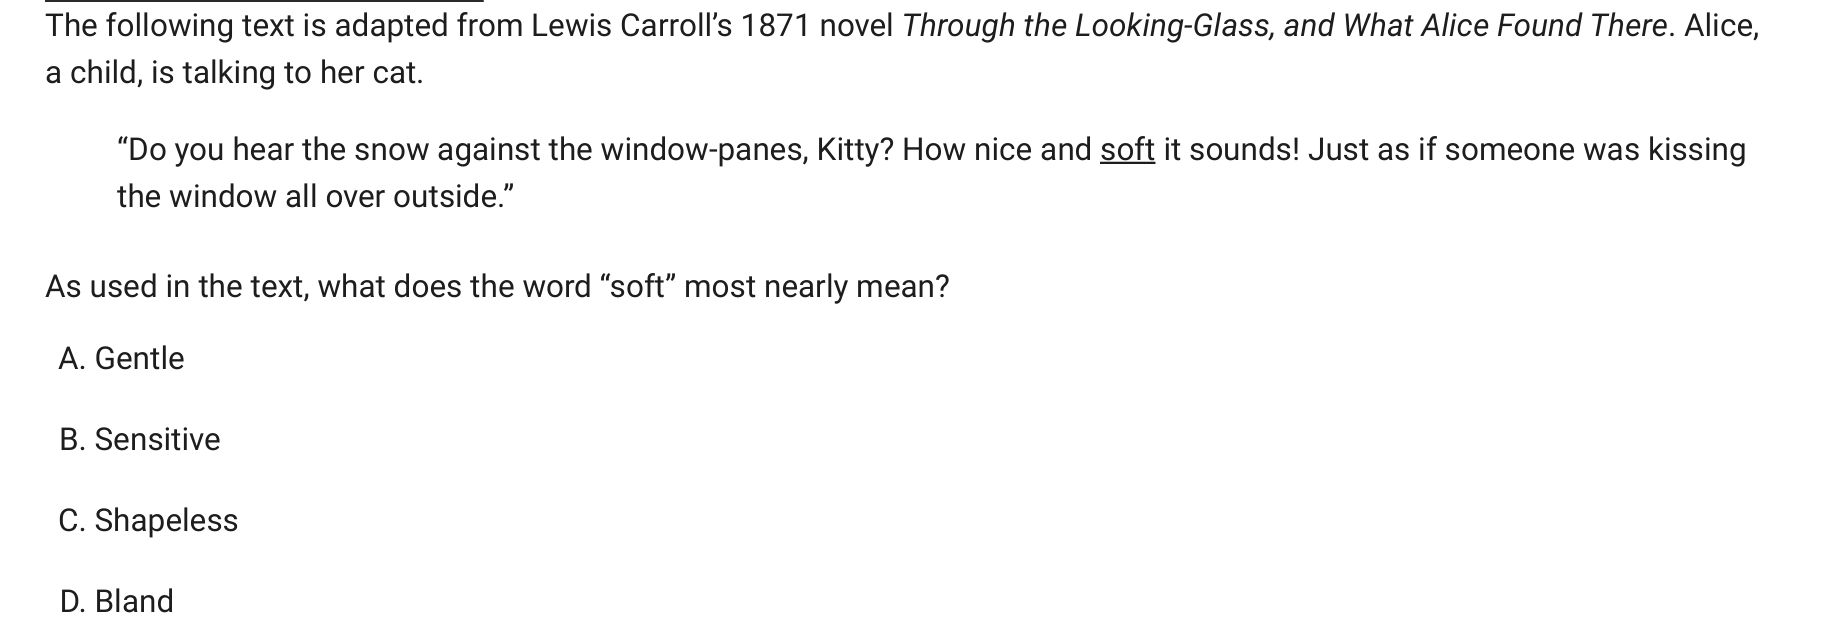 The following text is adapted from Lewis Carroll’s 1871 novel Through the Looking-Glass, and What Alice Found There. Alice,
a child, is talking to her cat.
“Do you hear the snow against the window-panes, Kitty? How nice and soft it sounds! Just as if someone was kissing
the window all over outside.”
As used in the text, what does the word “soft” most nearly mean?
A. Gentle
B. Sensitive
C. Shapeless
D. Bland